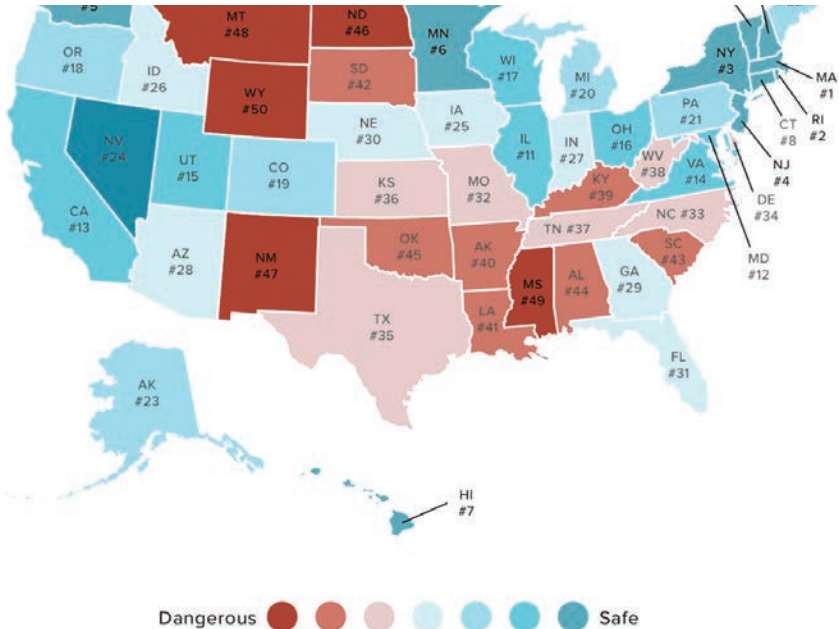 #5
MT
#48
ND
#46
MN
#6
OR
#18
ID
#26
WY
#50
SD
#42
WI
#17
MI
#20
NY
#3
MA
#1
RI
#2
CT
#8
NJ
#4
DE
#34
MD
#12
NV
#24
UT
#15
CO
#19
NE
#30
IA
#25
IL
#11
IN
#27
OH
#16
PA
#21
WV
#38
VA
#14
CA
#13
KS
#36
MO
#32
KY
#39
NC #33
TN #37
AZ
#28
NM
#47
OK
#45
AK
#40
SC
#43
MS
#49
AL
#44
GA
#29
TX
#35
LA
#41
FL
#31
AK
#23
HI
#7
Dangerous Safe